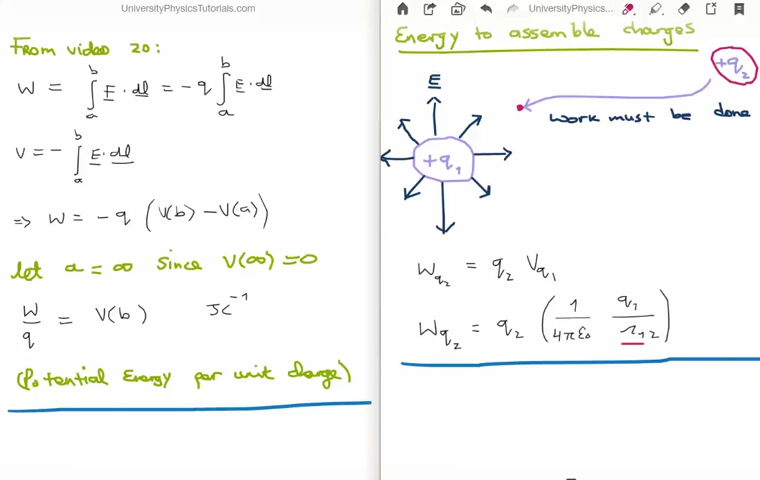 UniversityPhysicsTutorials.com
From video 20:
W = ∫ₐᵇ E · dl = -q ∫ₐᵇ E · dl
V = - ∫ₐᵇ E · dl
⇒ W = -q (V(b) - V(a))
let a = ∞ since V(∞) = 0
W/q = V(b) JC⁻¹
(Potential Energy per unit charge)
UniversityPhysics
Energy to assemble charges
+q₂
E
work must be done
+q₁
W_q₂ = q₂ V_q₁
W_q₂ = q₂ (1/4πε₀ q₁/r₁₂)